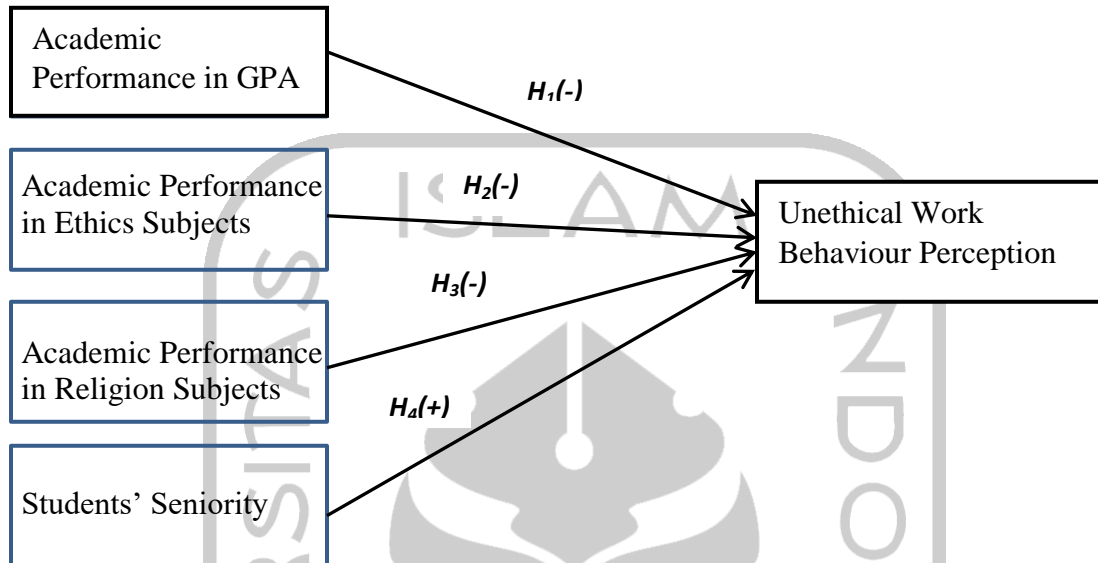 Academic
Performance in GPA
H₁(-)
Academic Performance
in Ethics Subjects
H₂(-)
Unethical Work
Behaviour Perception
H₃(-)
Academic Performance
in Religion Subjects
H₄(+)
Students’ Seniority
ISLAM